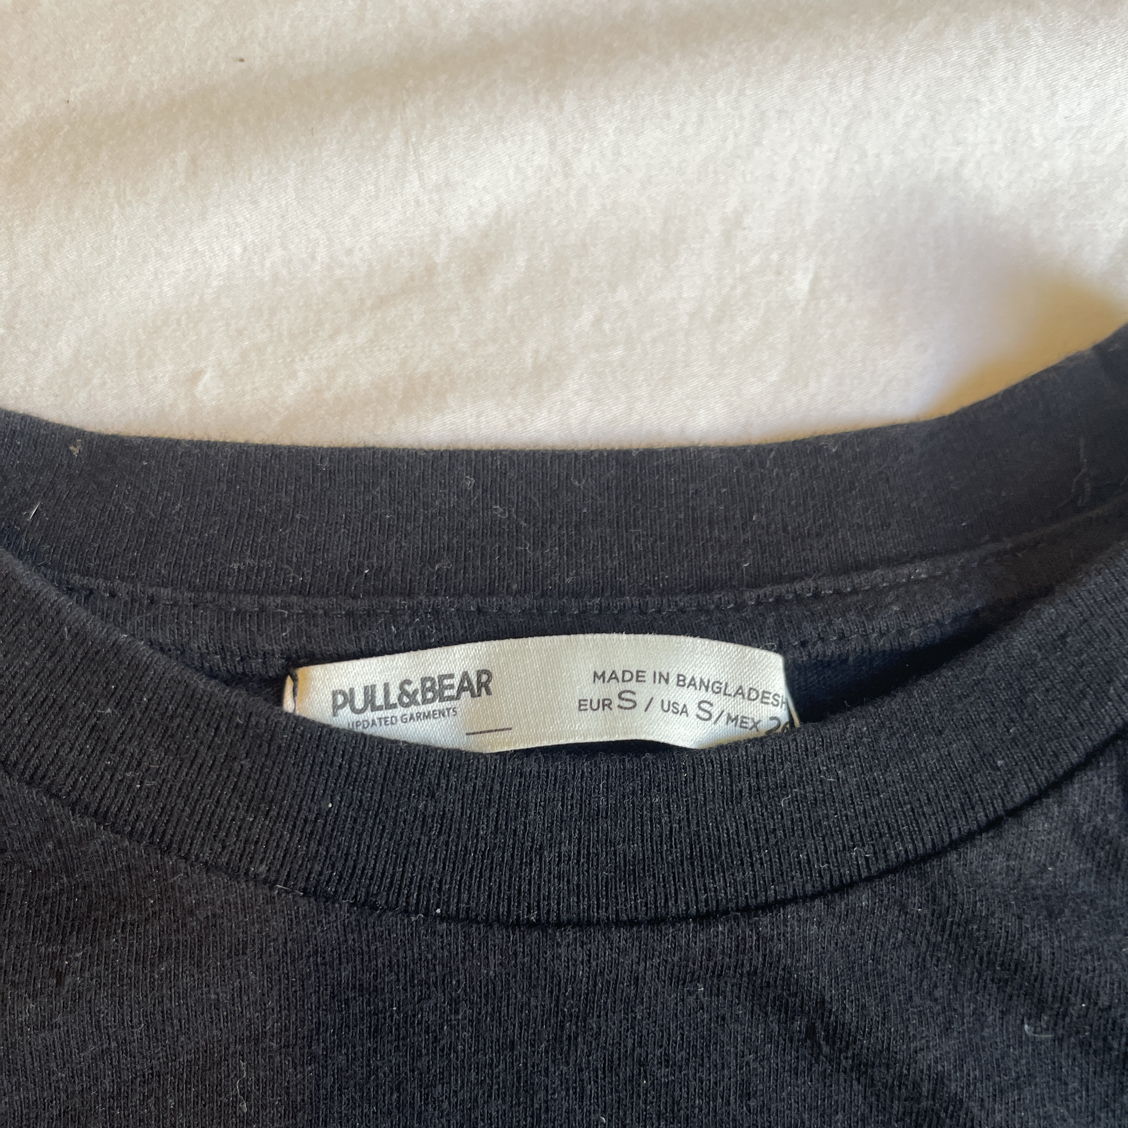 PULL&BEAR
UPDATED GARMENTS
MADE IN BANGLADESH
EUR S / USA S/MEX